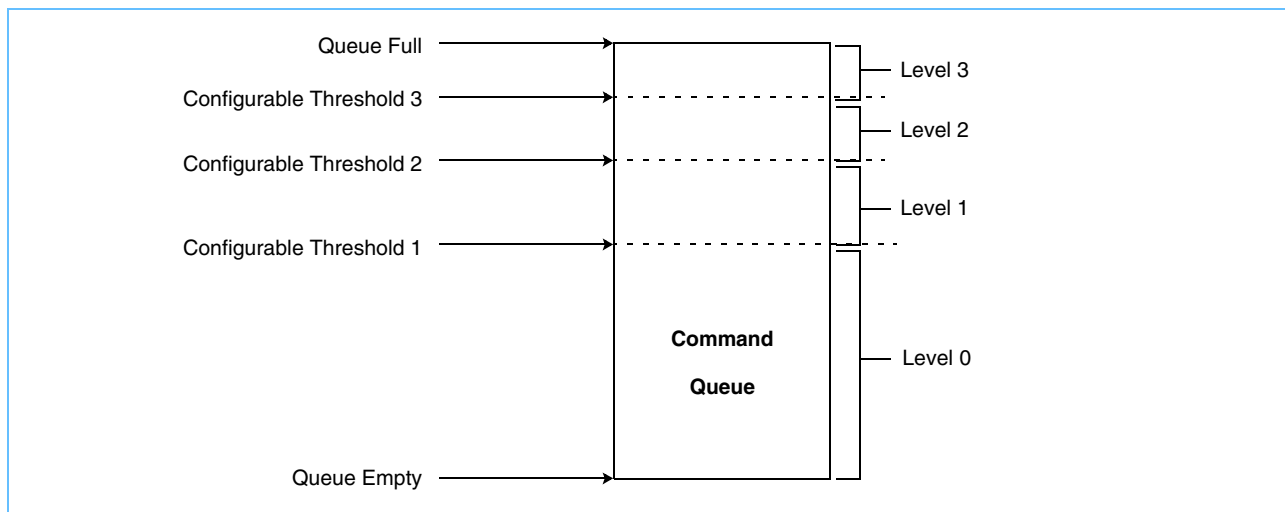 Queue Full
Level 3
Configurable Threshold 3
Level 2
Configurable Threshold 2
Level 1
Configurable Threshold 1
Command
Queue
Level 0
Queue Empty